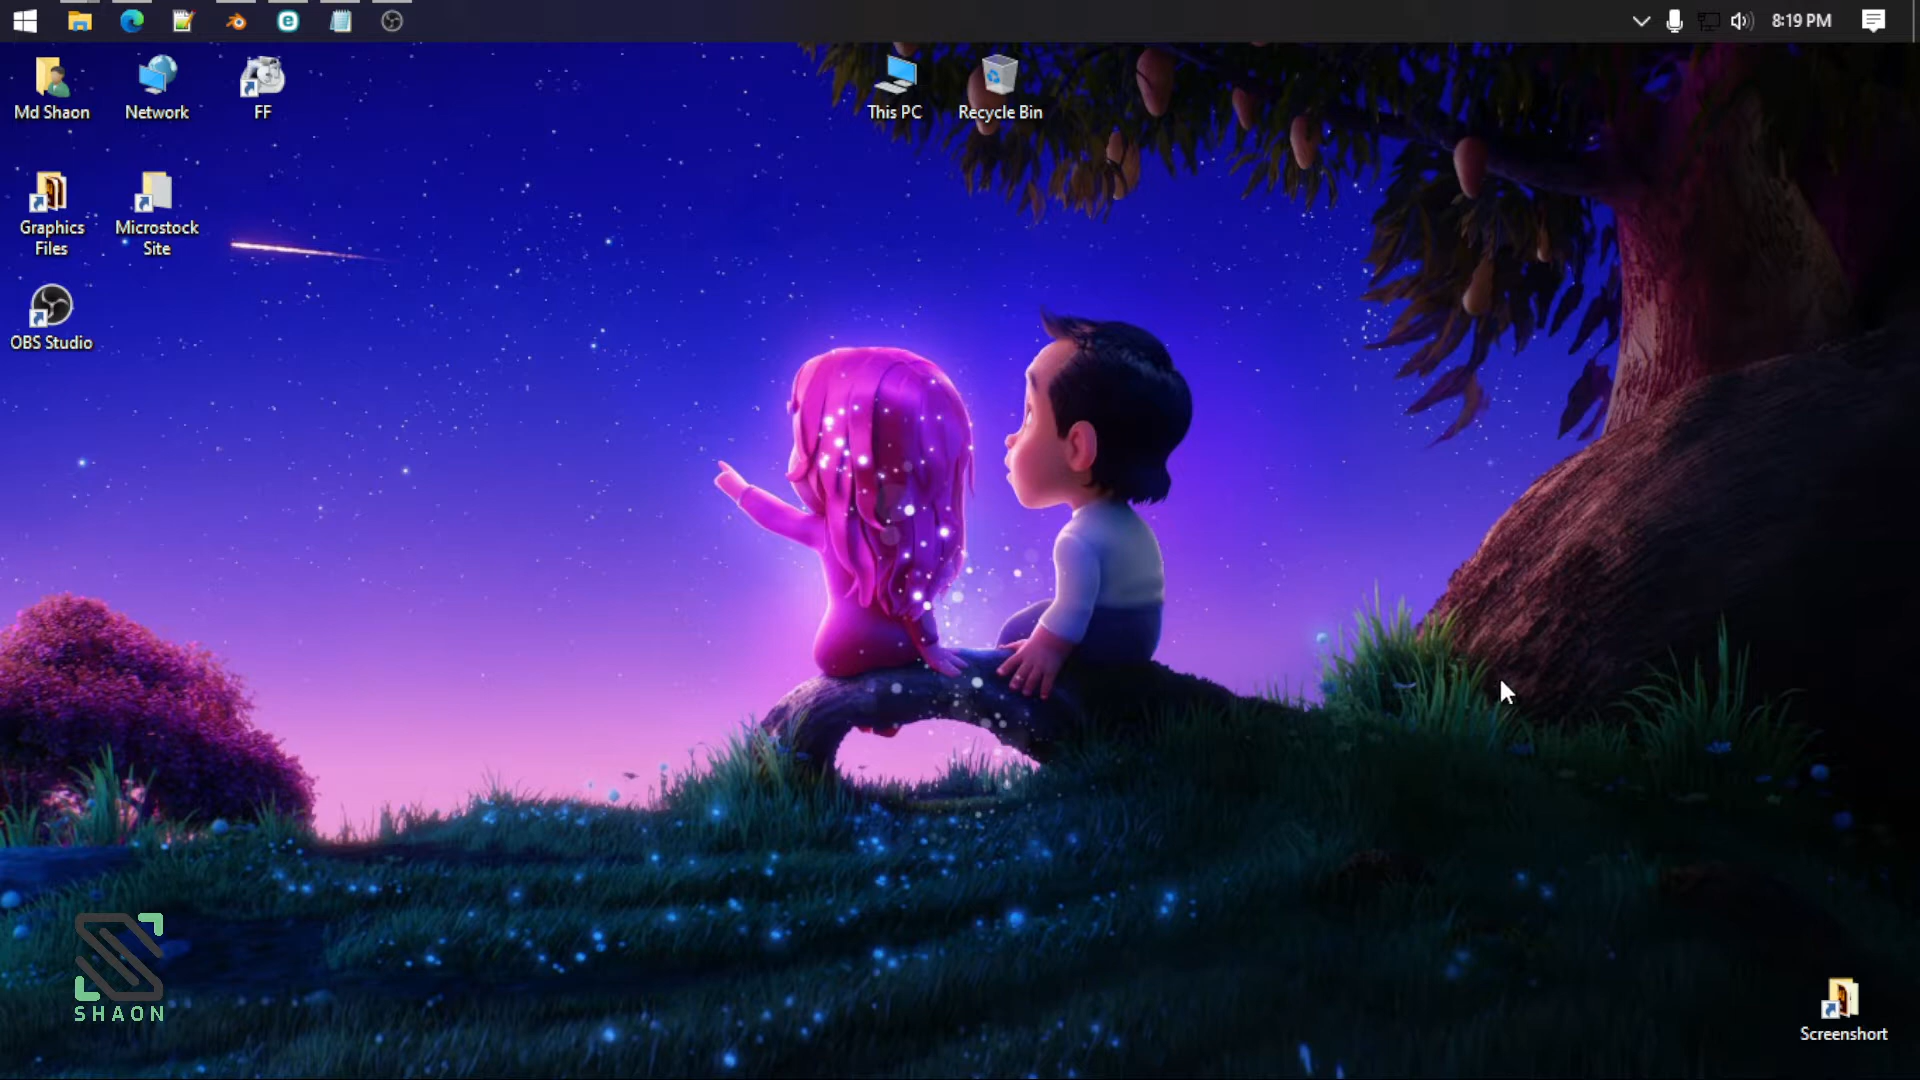 8:19 PM
Md Shaon
Network
FF
This PC
Recycle Bin
Graphics
Files
Microstock
Site
OBS Studio
SHAON
Screenshort